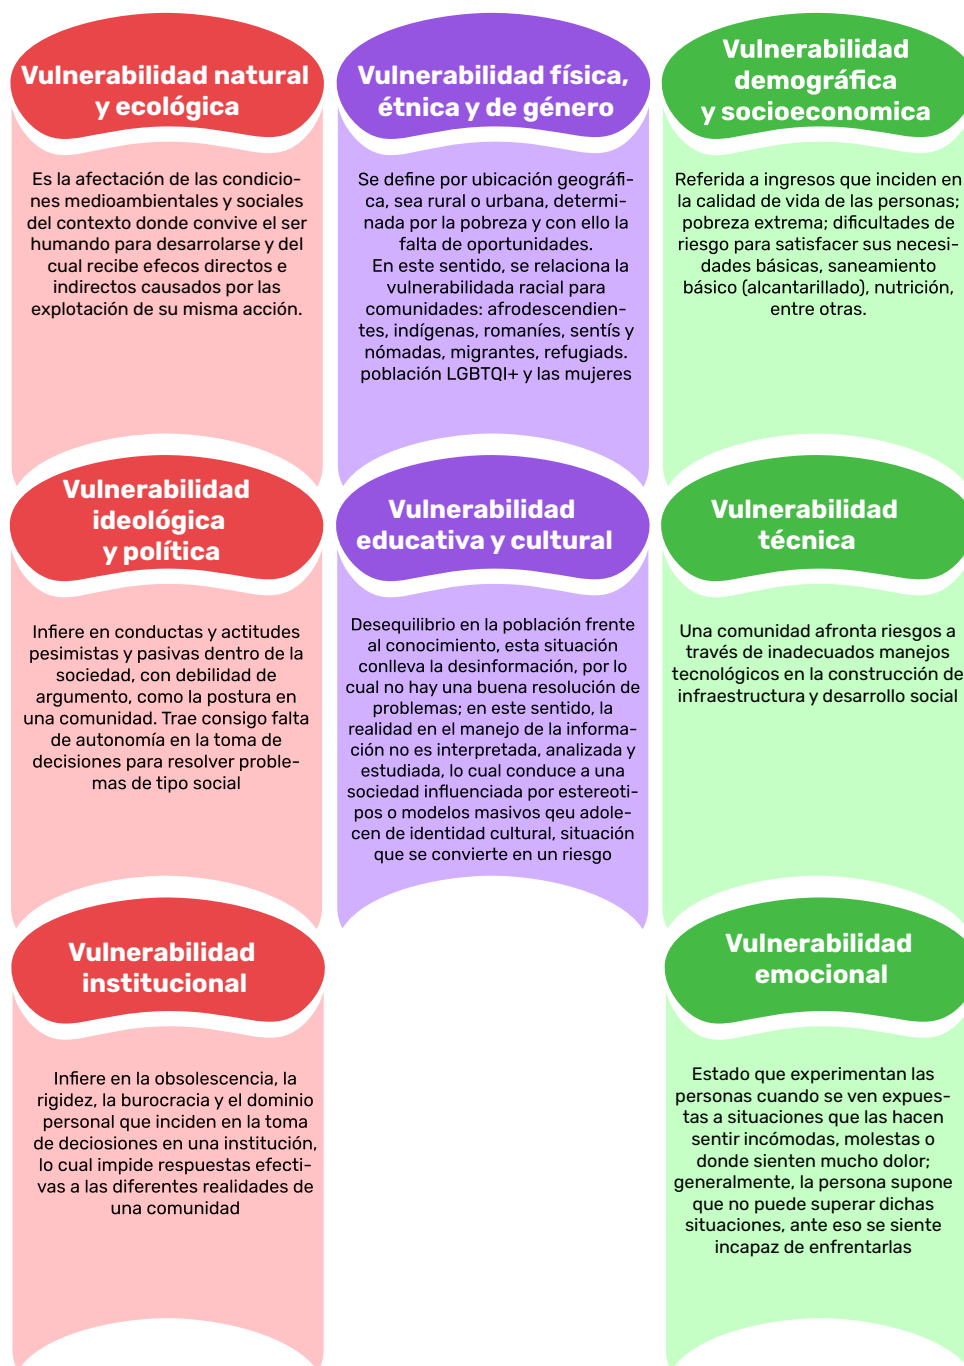 Vulnerabilidad natural
y ecológica
Es la afectación de las condicio-
nes medioambientales y sociales
del contexto donde convive el ser
humando para desarrolarse y del
cual recibe efecos directos e
indirectos causados por las
explotación de su misma acción.
Vulnerabilidad física,
étnica y de género
Se define por ubicación geográfi-
ca, sea rural o urbana, determi-
nada por la pobreza y con ello la
falta de oportunidades.
En este sentido, se relaciona la
vulnerabilidada racial para
comunidades: afrodescendien-
tes, indígenas, romaníes, sentís y
nómadas, migrantes, refugiads.
población LGBTQI+ y las mujeres
Vulnerabilidad
demográfica
y socioeconomica
Referida a ingresos que inciden en
la calidad de vida de las personas;
pobreza extrema; dificultades de
riesgo para satisfacer sus necesi-
dades básicas, saneamiento
básico (alcantarillado), nutrición,
entre otras.
Vulnerabilidad
ideológica
y política
Infiere en conductas y actitudes
pesimistas y pasivas dentro de la
sociedad, con debilidad de
argumento, como la postura en
una comunidad. Trae consigo falta
de autonomía en la toma de
decisiones para resolver proble-
mas de tipo social
Vulnerabilidad
educativa y cultural
Desequilibrio en la población frente
al conocimiento, esta situación
conlleva la desinformación, por lo
cual no hay una buena resolución de
problemas; en este sentido, la
realidad en el manejo de la informa-
ción no es interpretada, analizada y
estudiada, lo cual conduce a una
sociedad influenciada por estereoti-
pos o modelos masivos qeu adole-
cen de identidad cultural, situación
que se convierte en un riesgo
Vulnerabilidad
técnica
Una comunidad afronta riesgos a
través de inadecuados manejos
tecnológicos en la construcción de
infraestructura y desarrollo social
Vulnerabilidad
institucional
Infiere en la obsolescencia, la
rigidez, la burocracia y el dominio
personal que inciden en la toma
de deciosiones en una institución,
lo cual impide respuestas efecti-
vas a las diferentes realidades de
una comunidad
Vulnerabilidad
emocional
Estado que experimentan las
personas cuando se ven expues-
tas a situaciones que las hacen
sentir incómodas, molestas o
donde sienten mucho dolor;
generalmente, la persona supone
que no puede superar dichas
situaciones, ante eso se siente
incapaz de enfrentarlas